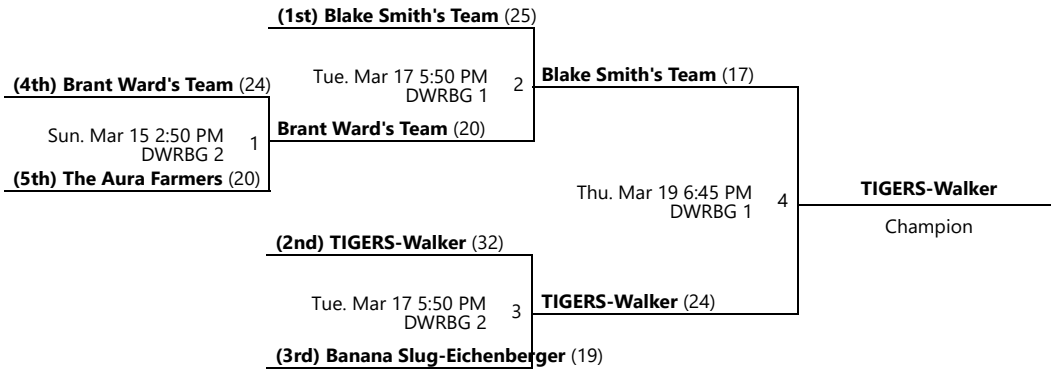 (1st) Blake Smith's Team (25)
Tue. Mar 17 5:50 PM
DWRBG 1
2
Blake Smith's Team (17)
(4th) Brant Ward's Team (24)
Sun. Mar 15 2:50 PM
DWRBG 2
1
Brant Ward's Team (20)
(5th) The Aura Farmers (20)
Thu. Mar 19 6:45 PM
DWRBG 1
4
TIGERS-Walker
Champion
(2nd) TIGERS-Walker (32)
Tue. Mar 17 5:50 PM
DWRBG 2
3
TIGERS-Walker (24)
(3rd) Banana Slug-Eichenberger (19)